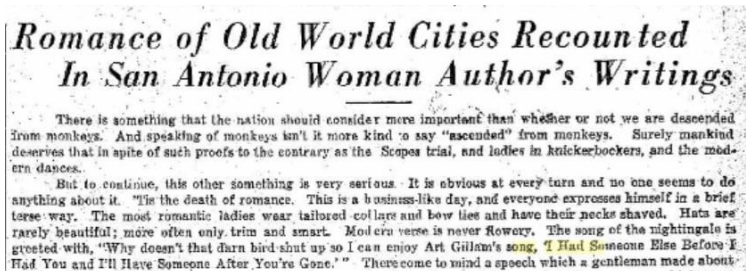 Romance of Old World Cities Recounted
In San Antonio Woman Author's Writings
There is something that the nation should consider more important than whether or not we are descended
from monkeys. And speaking of monkeys isn't it more kind to say "ascended" from monkeys. Surely mankind
deserves that in spite of such proofs to the contrary as the Scopes trial, and ladies in knickerbockers, and the mod-
ern dances.
But to continue, this other something is very serious. It is obvious at every turn and no one seems to do
anything about it. 'Tis the death of romance. This is a business-like day, and everyone expresses himself in a brief
terse way. The most romantic ladies wear tailored collars and bow ties and have their necks shaved. Hats are
rarely beautiful; more often only trim and smart. Modern verse is never flowery. The song of the nightingale is
greeted with, "Why doesn't that darn bird shut up so I can enjoy Art Gillam's song, 'I Had Someone Else Before I
Had You and I'll Have Someone After You're Gone.'" There come to mind a speech which a gentleman made about